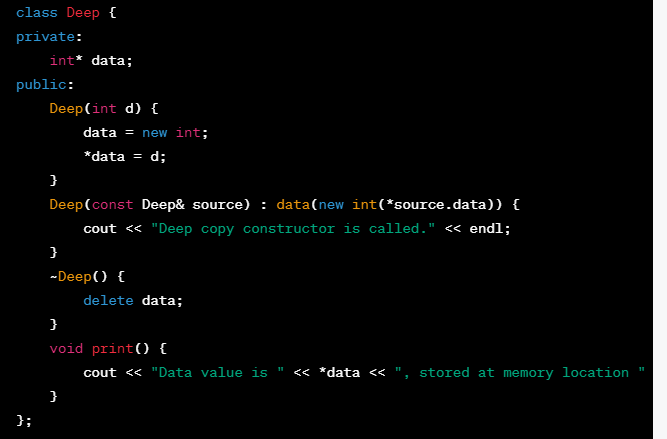 class Deep {
private:
    int* data;
public:
    Deep(int d) {
        data = new int;
        *data = d;
    }
    Deep(const Deep& source) : data(new int(*source.data)) {
        cout << "Deep copy constructor is called." << endl;
    }
    ~Deep() {
        delete data;
    }
    void print() {
        cout << "Data value is " << *data << ", stored at memory location "
    }
};